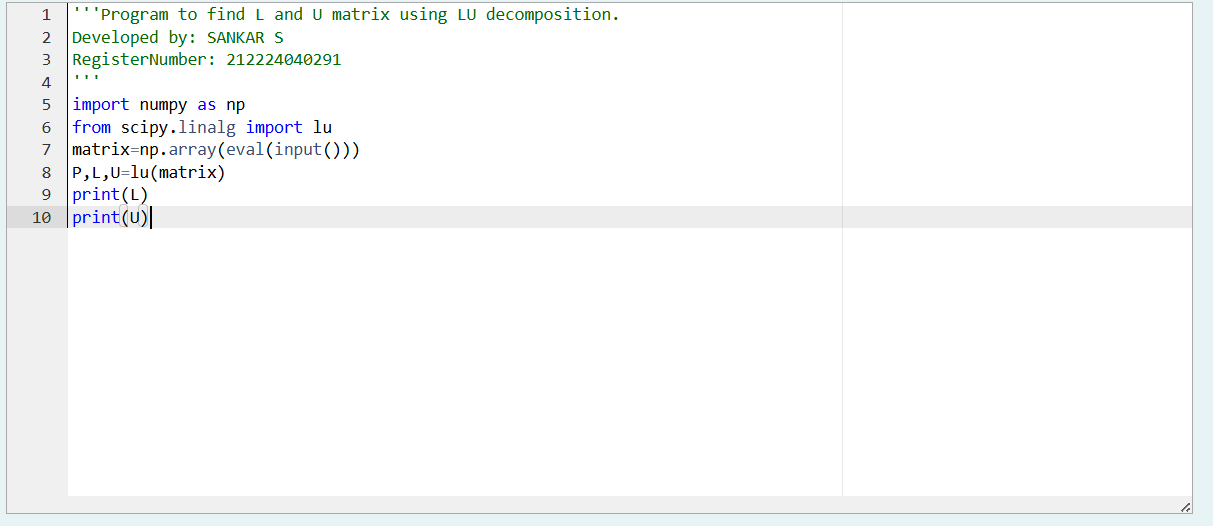 1 '''Program to find L and U matrix using LU decomposition.
2 Developed by: SANKAR S
3 RegisterNumber: 212224040291
4 '''
5 import numpy as np
6 from scipy.linalg import lu
7 matrix=np.array(eval(input()))
8 P,L,U=lu(matrix)
9 print(L)
10 print(U)